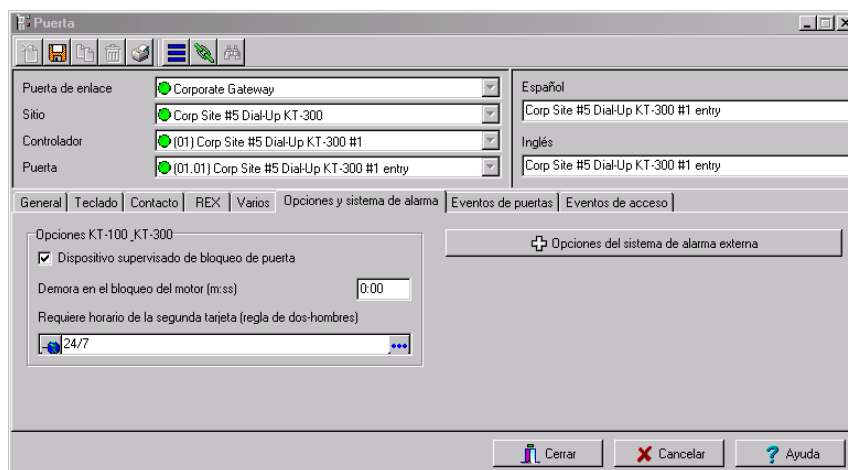 Puerta
Puerta de enlace
Corporate Gateway
Sitio
Corp Site #5 Dial-Up KT-300
Controlador
(01) Corp Site #5 Dial-Up KT-300 #1
Puerta
(01.01) Corp Site #5 Dial-Up KT-300 #1 entry
Español
Corp Site #5 Dial-Up KT-300 #1 entry
Inglés
Corp Site #5 Dial-Up KT-300 #1 entry
General Teclado Contacto REX Varios Opciones y sistema de alarma Eventos de puertas Eventos de acceso
Opciones KT-100_KT-300
Dispositivo supervisado de bloqueo de puerta
Demora en el bloqueo del motor (m:ss) 0:00
Requiere horario de la segunda tarjeta (regla de dos-hombres)
24/7
Opciones del sistema de alarma externa
Cerrar Cancelar Ayuda